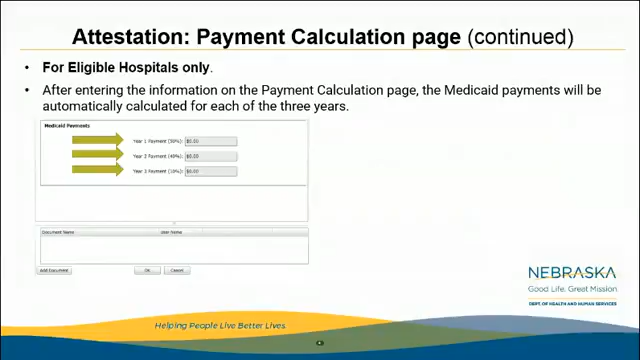 Attestation: Payment Calculation page (continued)
• For Eligible Hospitals only.
• After entering the information on the Payment Calculation page, the Medicaid payments will be
automatically calculated for each of the three years.
Medicaid Payments
Year 1 Payment (50%): $0.00
Year 2 Payment (40%): $0.00
Year 3 Payment (10%): $0.00
Document Name User Name
Add Document OK Cancel
NEBRASKA
Good Life. Great Mission.
DEPT. OF HEALTH AND HUMAN SERVICES
Helping People Live Better Lives.